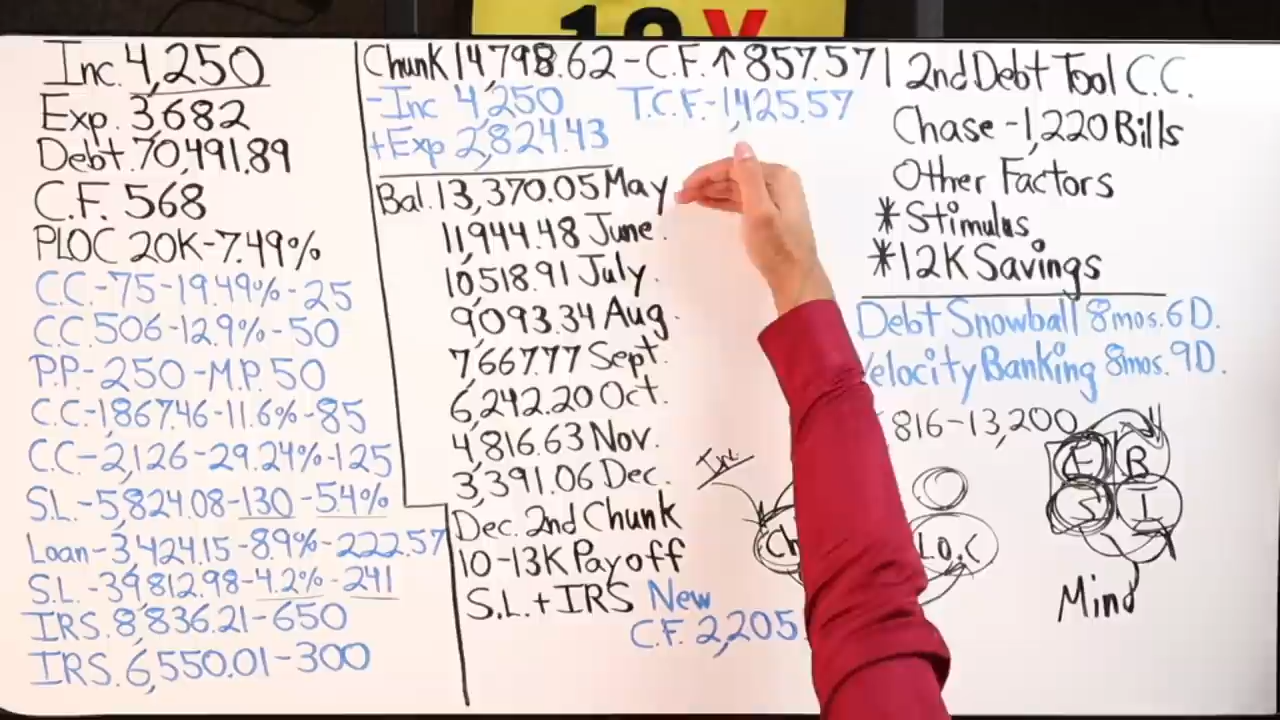 Inc. 4,250
Exp. 3,682
Debt. 70,491.89
C.F. 568
PLOC 20K-7.49%
C.C.-75-19.49%-25
C.C. 506-12.9%-50
P.P.-250-M.P. 50
C.C-1,867.46-11.6%-85
C.C-2,126-29.24%-125
S.L-5,824.08-130-5.4%
Loan-3,424.15-8.9%-222.57
S.L.-39,812.98-4.2%-241
IRS. 8,836.21-650
IRS. 6,550.01-300
Chunk 14,798.62-C.F.↑857.57
-Inc 4,250 T.C.F.-1,425.57
+Exp 2,824.43
Bal. 13,370.05 May
11,944.48 June.
10,518.91 July.
9,093.34 Aug.
7,667.77 Sept.
6,242.20 Oct.
4,816.63 Nov.
3,391.06 Dec.
Dec. 2nd Chunk
10-13K Payoff
S.L.+IRS New
C.F. 2,205
2nd Debt Tool C.C.
Chase-1,220 Bills
Other Factors
*Stimulus
*12K Savings
Debt Snowball 8mos. 6D.
Velocity Banking 8mos. 9D.
816-13,200
Inc.
Ch
L.O.C
E B
S I
Mind